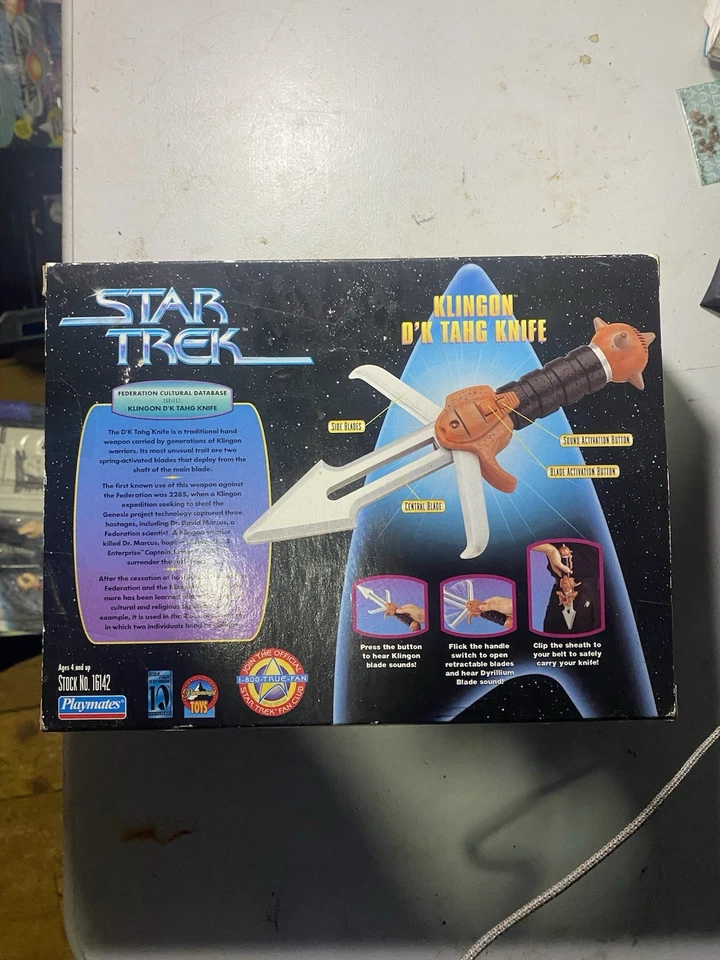 STAR
TREK™
KLINGON™
D'K TAHG KNIFE
FEDERATION CULTURAL DATABASE
SUBJECT:
KLINGON D'K TAHG KNIFE
The D'K Tahg Knife is a traditional hand
weapon carried by generations of Klingon
warriors. Its most unusual trait are two
spring-activated blades that deploy from the
shaft of the main blade.
The first known use of this weapon against
the Federation was 2285, when a Klingon
expedition seeking to steal the
Genesis project technology captured three
hostages, including Dr. David Marcus, a
Federation scientist. A Klingon warrior
killed Dr. Marcus,
Enterprise™ Captain
surrender the
After the cessation of
Federation and the
more has been learned
cultural and religious
example, it is used in the
in which two individuals bond
SIDE BLADES
SOUND ACTIVATION BUTTON
BLADE ACTIVATION BUTTON
CENTRAL BLADE
Press the button
to hear Klingon
blade sounds!
Flick the handle
switch to open
retractable blades
and hear Dyrillium
Blade sound!
Clip the sheath to
your belt to safely
carry your knife!
Ages 4 and up
STOCK NO. 16142
Playmates®
10
Paramount
TOYS
JOIN THE OFFICIAL
1-800-TRUE-FAN
STAR TREK™ FAN CLUB